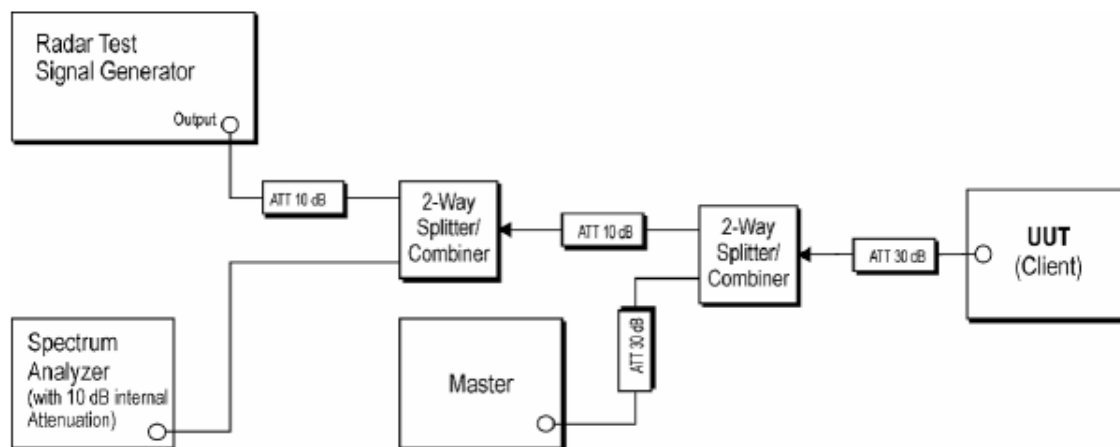 Radar Test
Signal Generator
Output
ATT 10 dB
2-Way
Splitter/
Combiner
ATT 10 dB
2-Way
Splitter/
Combiner
ATT 30 dB
UUT
(Client)
Spectrum
Analyzer
(with 10 dB internal
Attenuation)
Master
ATT 30 dB